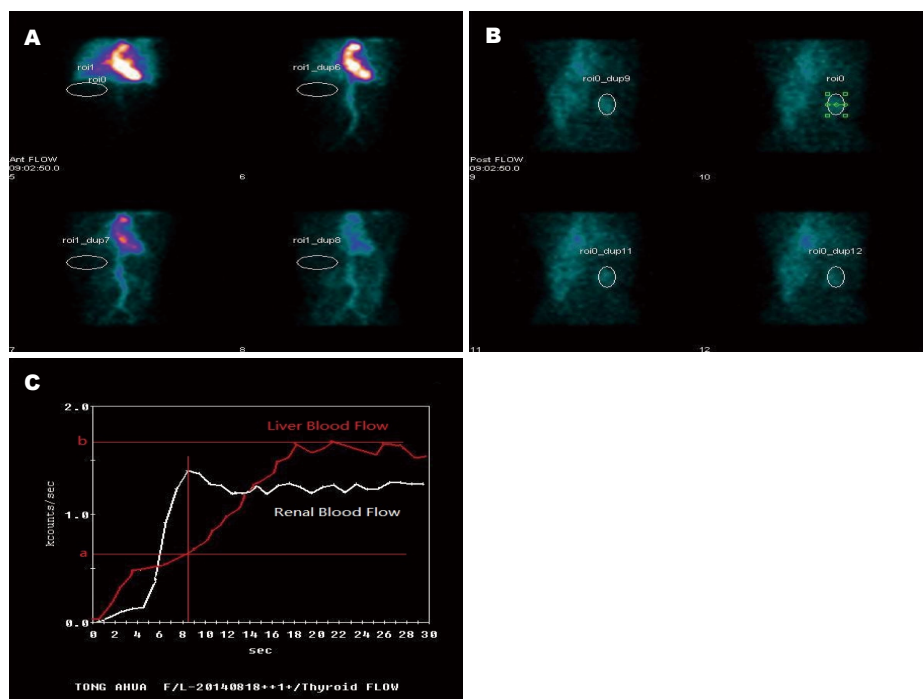 A
roi1
roi0
roi1_dup6
Ant FLOW
09:02:50.0
5
6
roi1_dup7
roi1_dup8
7
8
B
roi0_dup9
roi0
Post FLOW
09:02:50.0
9
10
roi0_dup11
roi0_dup12
11
12
C
2.0
b
Liver Blood Flow
1.0
kcounts/sec
Renal Blood Flow
a
0.0
0 2 4 6 8 10 12 14 16 18 20 22 24 26 28 30
sec
TONG AHUA F/L-20140818++1+/Thyroid FLOW